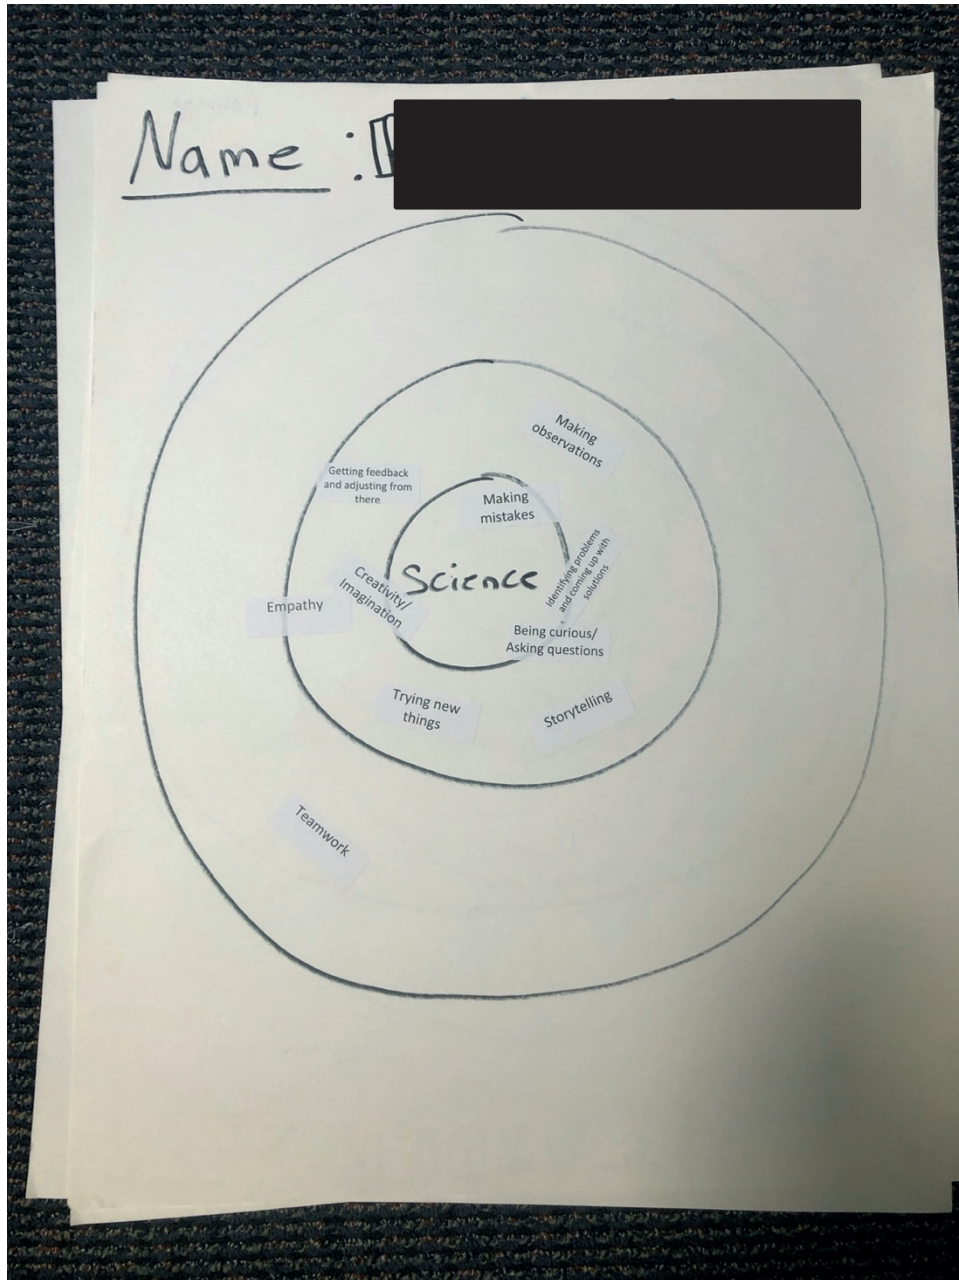 Name :
Making
observations
Getting feedback
and adjusting from
there
Making
mistakes
Science
Identifying problems
and coming up with
solutions
Creativity/
Imagination
Empathy
Being curious/
Asking questions
Trying new
things
Storytelling
Teamwork